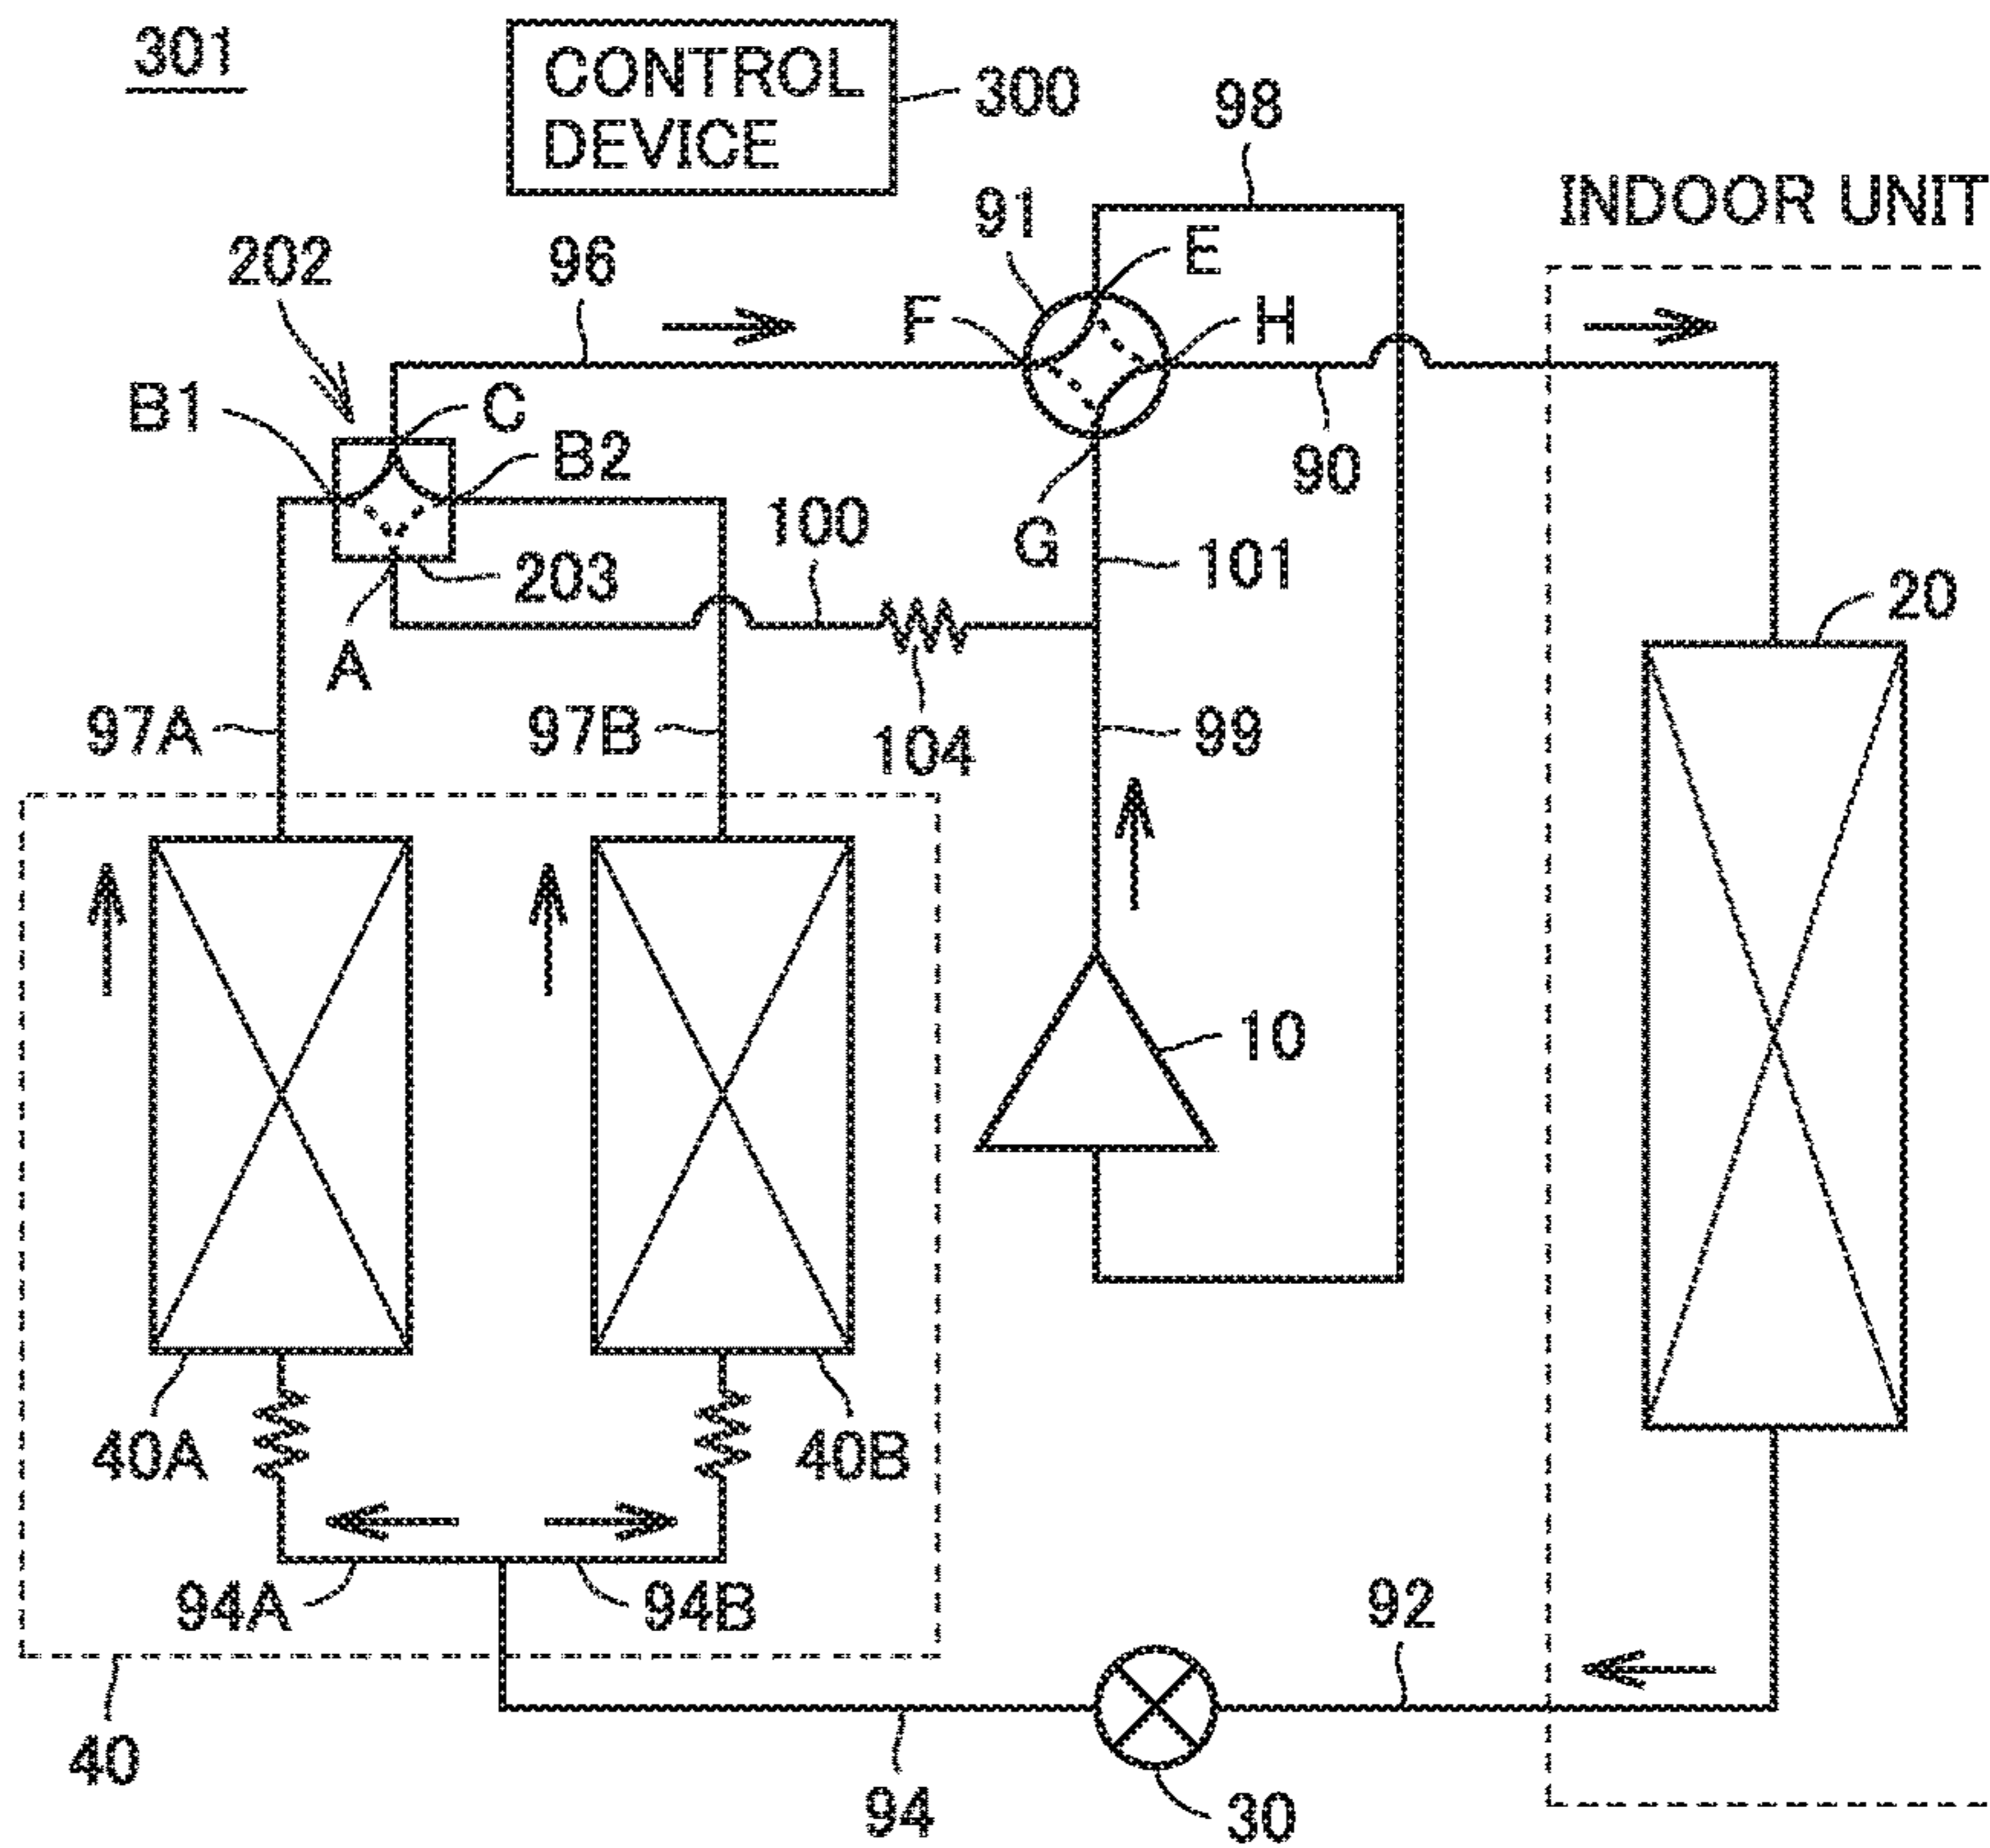 301
CONTROL
DEVICE
300
98
INDOOR UNIT
91
E
202
96
F
H
B1
C
B2
90
100
G
101
203
A
20
97A
97B
104
99
10
40A
40B
94A
94B
92
40
94
30